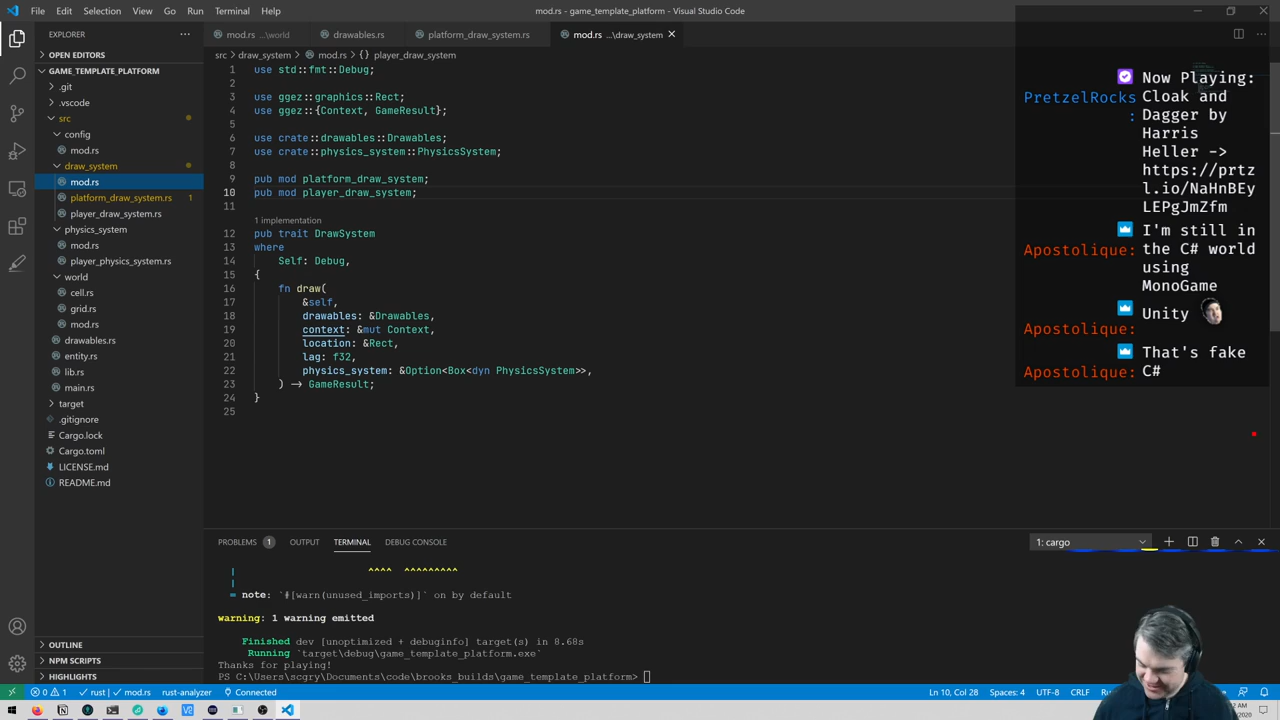 File Edit Selection View Go Run Terminal Help
mod.rs - game_template_platform - Visual Studio Code
EXPLORER
OPEN EDITORS
GAME_TEMPLATE_PLATFORM
.git
.vscode
src
config
mod.rs
draw_system
mod.rs
platform_draw_system.rs 1
player_draw_system.rs
physics_system
mod.rs
player_physics_system.rs
world
cell.rs
grid.rs
mod.rs
drawables.rs
entity.rs
lib.rs
main.rs
target
.gitignore
Cargo.lock
Cargo.toml
LICENSE.md
README.md
OUTLINE
NPM SCRIPTS
HIGHLIGHTS
mod.rs ...\world
drawables.rs
platform_draw_system.rs
mod.rs ...\draw_system
src > draw_system > mod.rs > {} player_draw_system
1 use std::fmt::Debug;
2
3 use ggez::graphics::Rect;
4 use ggez::{Context, GameResult};
5
6 use crate::drawables::Drawables;
7 use crate::physics_system::PhysicsSystem;
8
9 pub mod platform_draw_system;
10 pub mod player_draw_system;
11
1 implementation
12 pub trait DrawSystem
13 where
14 Self: Debug,
15 {
16 fn draw(
17 &self,
18 drawables: &Drawables,
19 context: &mut Context,
20 location: &Rect,
21 lag: f32,
22 physics_system: &Option<Box<dyn PhysicsSystem>>,
23 ) -> GameResult;
24 }
25
PretzelRocks: Now Playing:
Cloak and
Dagger by
Harris
Heller ->
https://prtz
l.io/NaHnBEy
LEPgJmZfm
Apostolique: I'm still in
the C# world
using
MonoGame
Apostolique: Unity
Apostolique: That's fake
C#
PROBLEMS 1 OUTPUT TERMINAL DEBUG CONSOLE
1: cargo
| ^^^^ ^^^^^^^^^
|
= note: `#[warn(unused_imports)]` on by default
warning: 1 warning emitted
Finished dev [unoptimized + debuginfo] target(s) in 8.68s
Running `target\debug\game_template_platform.exe`
Thanks for playing!
PS C:\Users\scgry\Documents\code\brooks_builds\game_template_platform>
0 1 rust | mod.rs rust-analyzer Connected
Ln 10, Col 28 Spaces: 4 UTF-8 CRLF